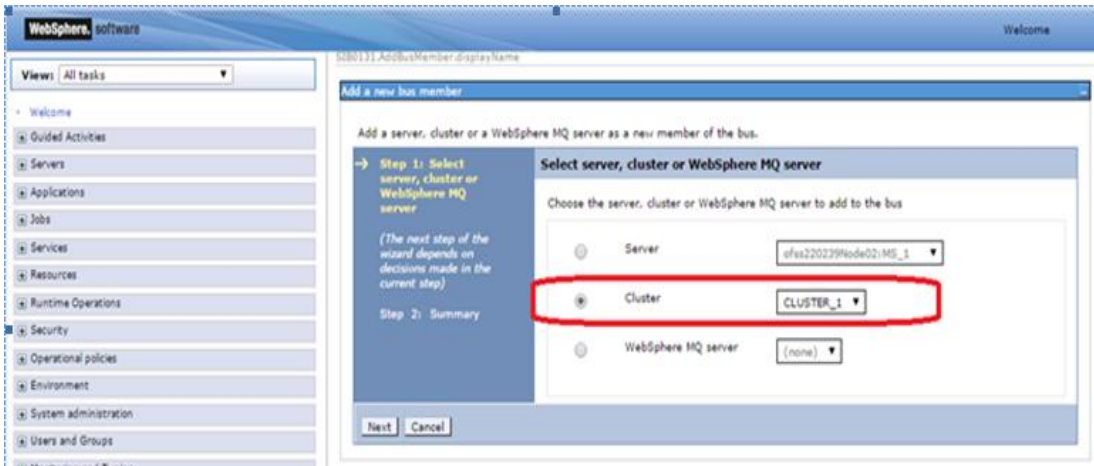 WebSphere. software
Welcome
View: All tasks
Welcome
Guided Activities
Servers
Applications
Jobs
Services
Resources
Runtime Operations
Security
Operational policies
Environment
System administration
Users and Groups
SIB0131.AddBusMember.displayName
Add a new bus member
Add a server, cluster or a WebSphere MQ server as a new member of the bus.
Step 1: Select
server, cluster or
WebSphere MQ
server
(The next step of the
wizard depends on
decisions made in the
current step)
Step 2: Summary
Select server, cluster or WebSphere MQ server
Choose the server, cluster or WebSphere MQ server to add to the bus
Server
ofss220239Node02:MS_1
Cluster
CLUSTER_1
WebSphere MQ server
(none)
Next
Cancel